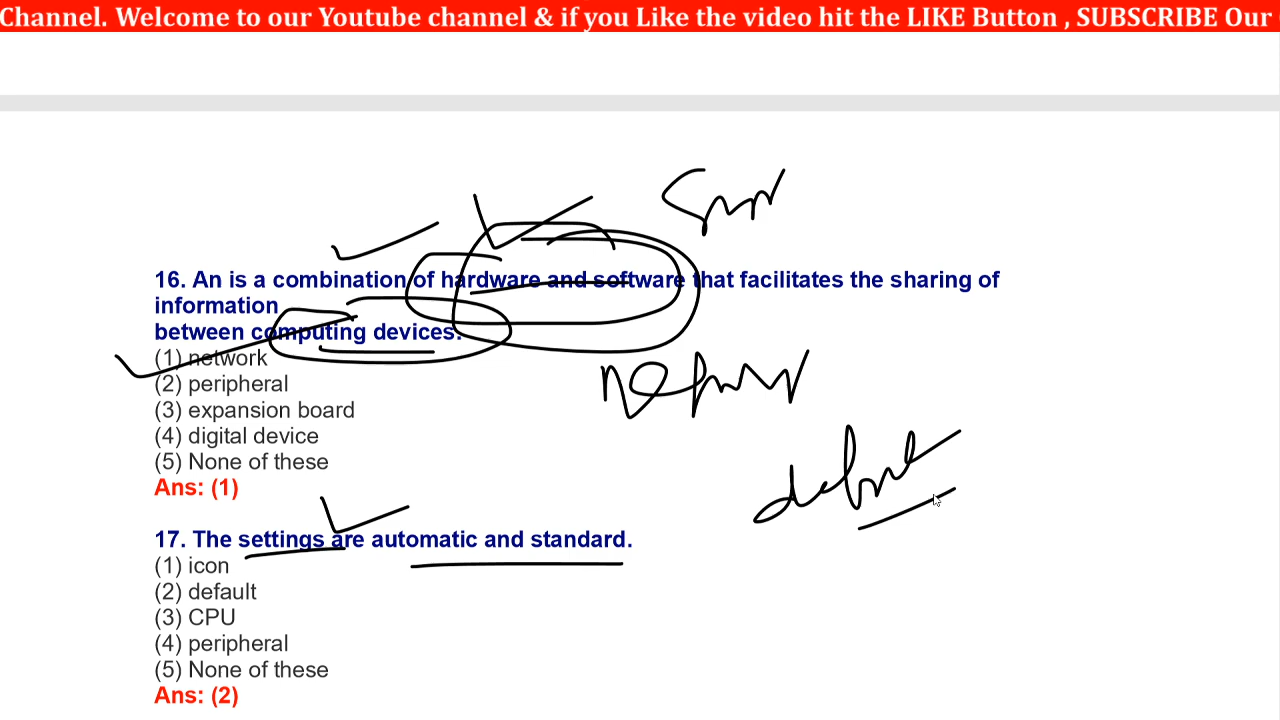 Channel. Welcome to our Youtube channel & if you Like the video hit the LIKE Button , SUBSCRIBE Our
16. An is a combination of hardware and software that facilitates the sharing of
information
between computing devices.
(1) network
(2) peripheral
(3) expansion board
(4) digital device
(5) None of these
Ans: (1)
17. The settings are automatic and standard.
(1) icon
(2) default
(3) CPU
(4) peripheral
(5) None of these
Ans: (2)